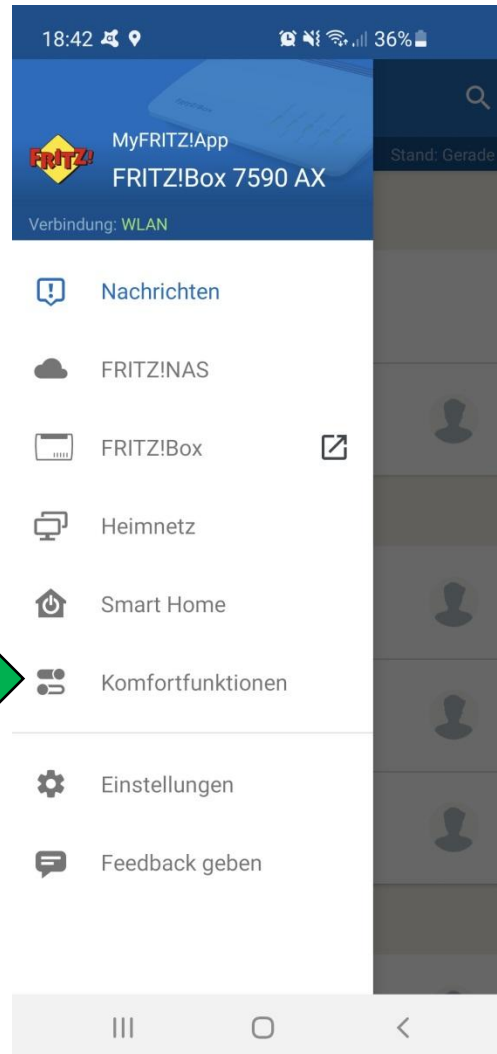 18:42
36%
MyFRITZ!App
FRITZ!
FRITZ!Box 7590 AX
Stand: Gerade
Verbindung: WLAN
Nachrichten
FRITZ!NAS
FRITZ!Box
Heimnetz
Smart Home
Komfortfunktionen
Einstellungen
Feedback geben